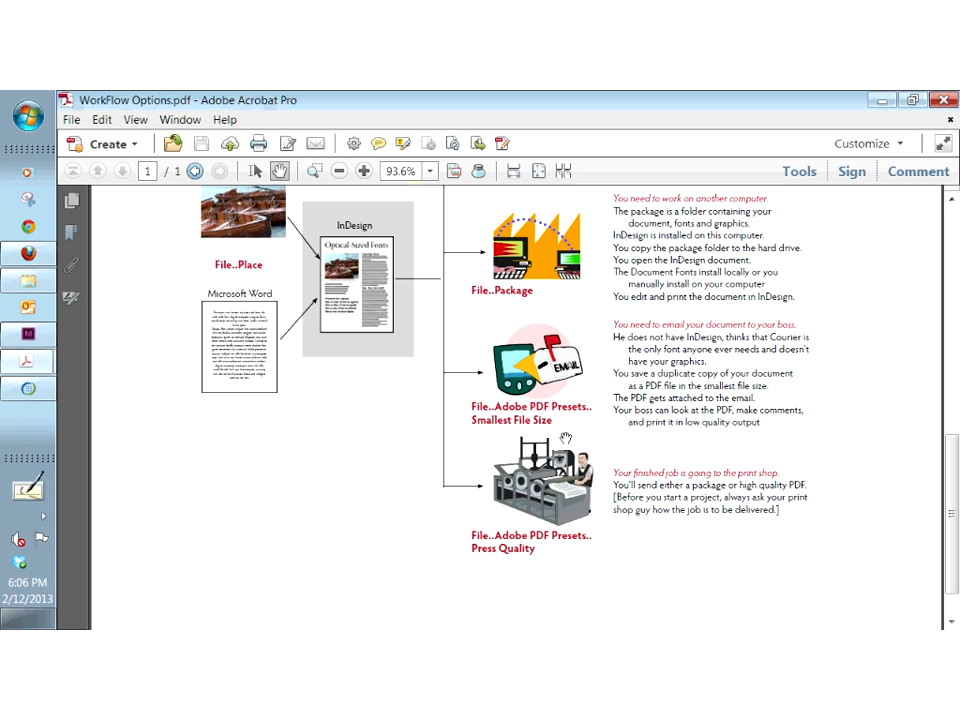 WorkFlow Options.pdf - Adobe Acrobat Pro
File Edit View Window Help
Create
Customize
1 / 1
93.6%
Tools Sign Comment
File..Place
Microsoft Word
InDesign
Optical-Sized Fonts
File..Package
You need to work on another computer.
The package is a folder containing your
document, fonts and graphics.
InDesign is installed on this computer.
You copy the package folder to the hard drive.
You open the InDesign document.
The Document Fonts install locally or you
manually install on your computer
You edit and print the document in InDesign.
EMAIL
File..Adobe PDF Presets..
Smallest File Size
You need to email your document to your boss.
He does not have InDesign, thinks that Courier is
the only font anyone ever needs and doesn't
have your graphics.
You save a duplicate copy of your document
as a PDF file in the smallest file size.
The PDF gets attached to the email.
Your boss can look at the PDF, make comments,
and print it in low quality output
File..Adobe PDF Presets..
Press Quality
Your finished job is going to the print shop.
You'll send either a package or high quality PDF.
[Before you start a project, always ask your print
shop guy how the job is to be delivered.]
6:06 PM
2/12/2013